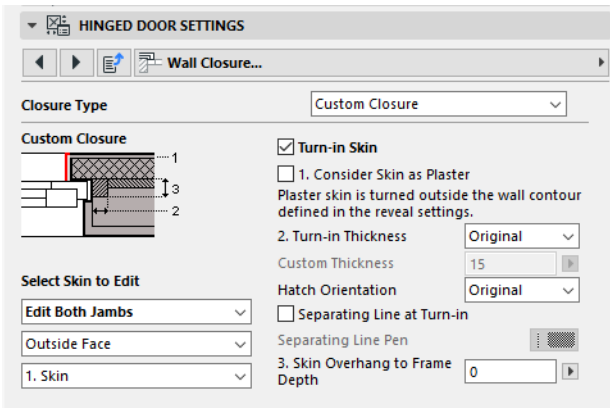 HINGED DOOR SETTINGS
Wall Closure...
Closure Type
Custom Closure
Custom Closure
1
3
2
Select Skin to Edit
Edit Both Jambs
Outside Face
1. Skin
Turn-in Skin
1. Consider Skin as Plaster
Plaster skin is turned outside the wall contour
defined in the reveal settings.
2. Turn-in Thickness
Original
Custom Thickness
15
Hatch Orientation
Original
Separating Line at Turn-in
Separating Line Pen
3. Skin Overhang to Frame
Depth
0